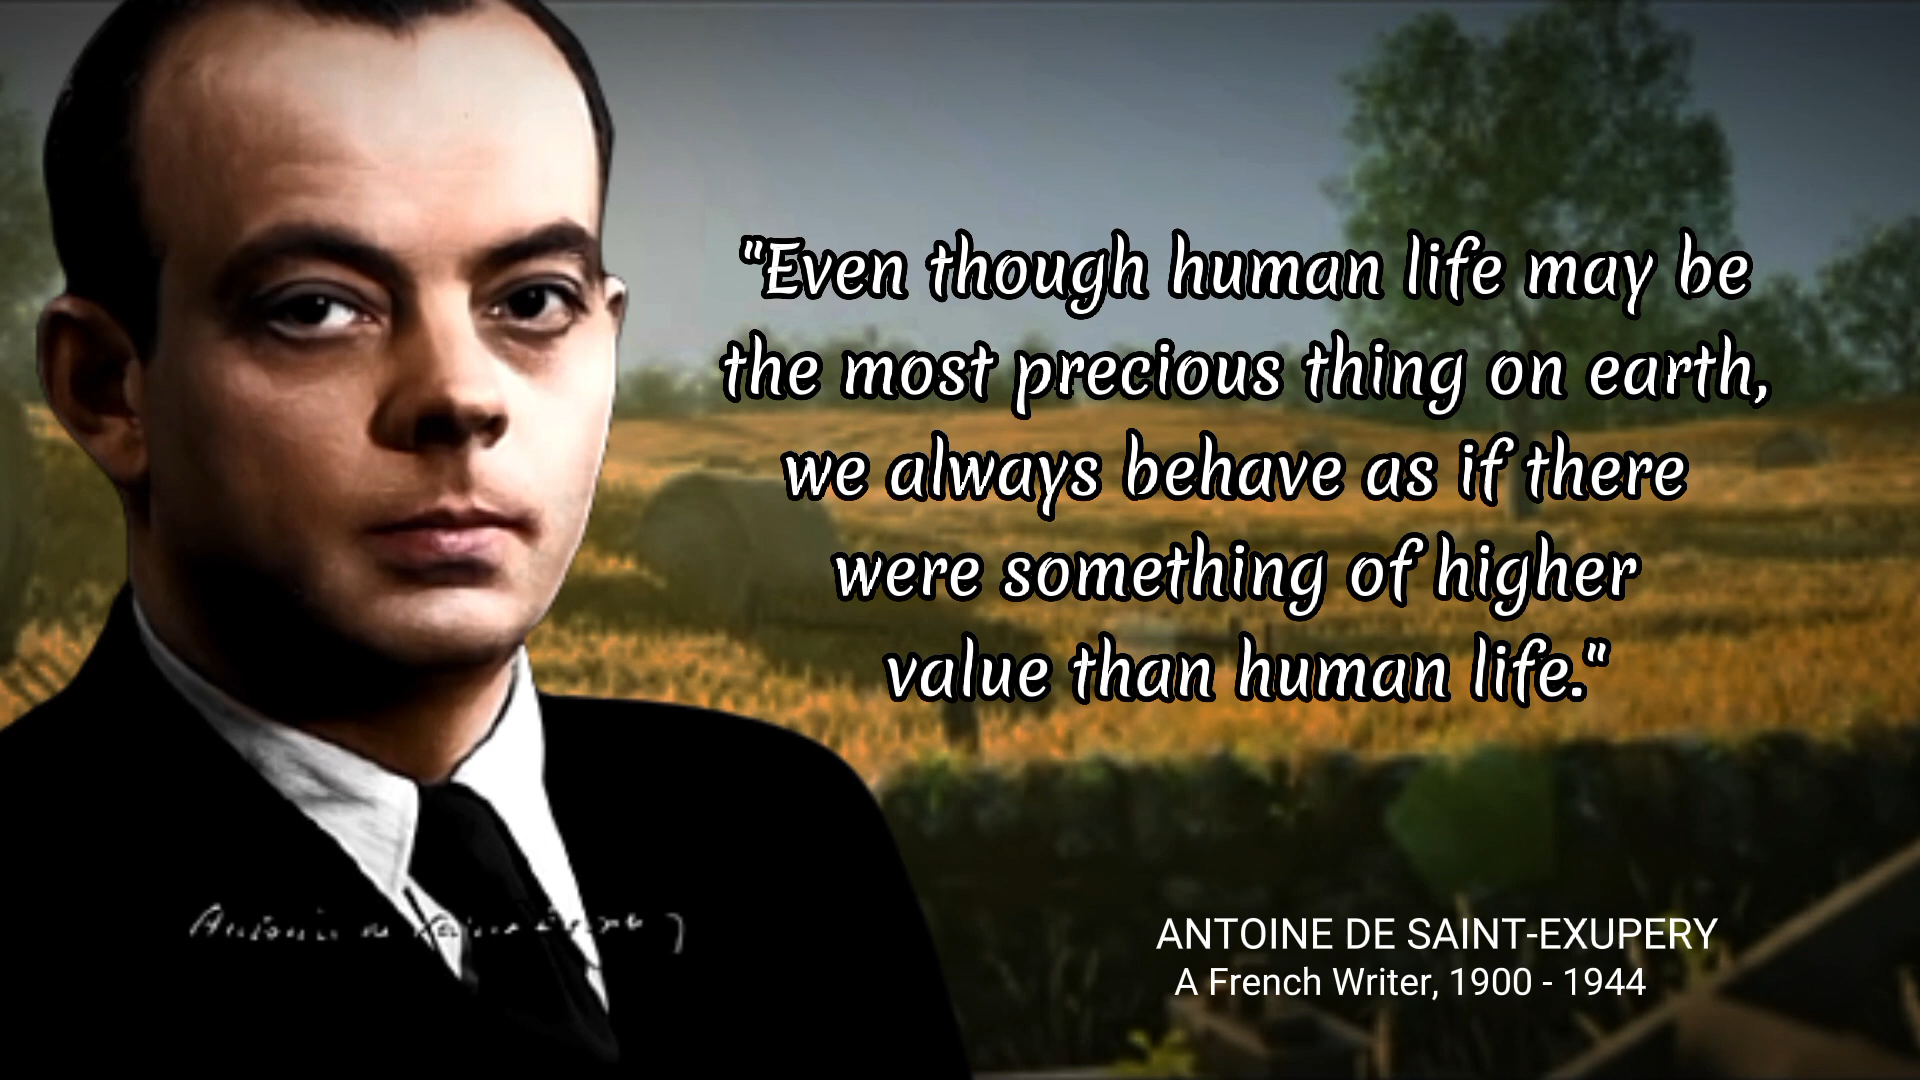 "Even though human life may be
the most precious thing on earth,
we always behave as if there
were something of higher
value than human life."
ANTOINE DE SAINT-EXUPERY
A French Writer, 1900 - 1944